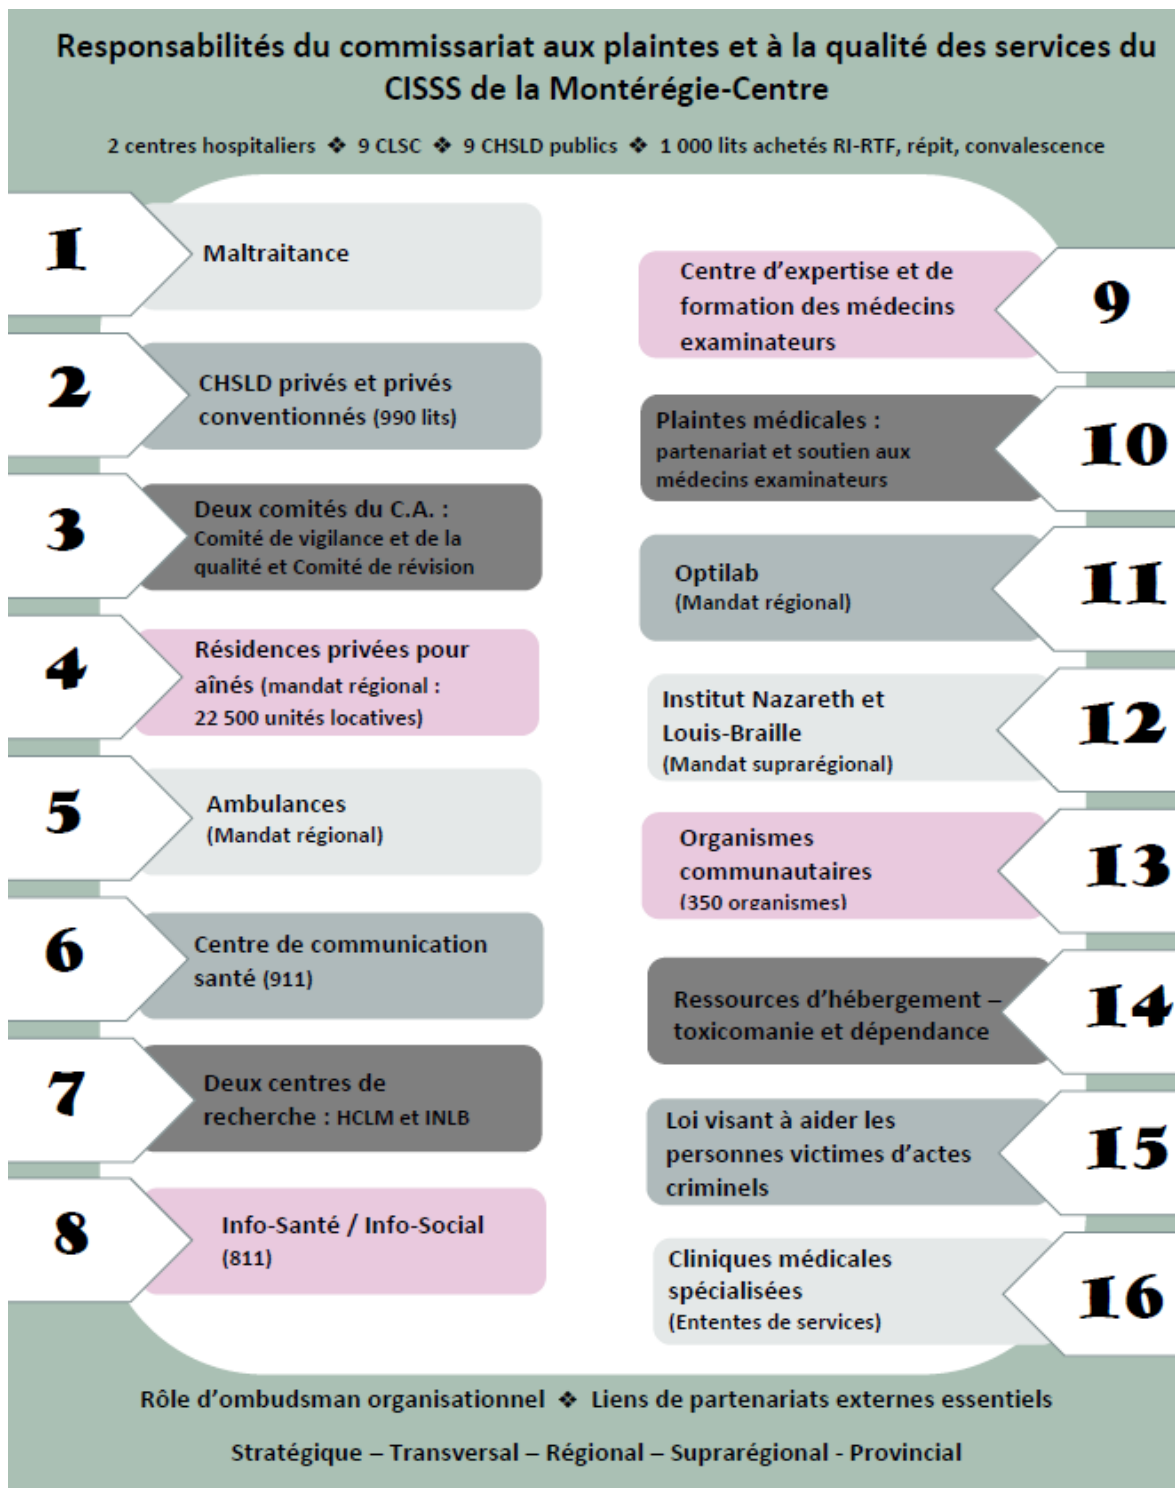 Responsabilités du commissariat aux plaintes et à la qualité des services du
CISSS de la Montérégie-Centre
2 centres hospitaliers ❖ 9 CLSC ❖ 9 CHSLD publics ❖ 1 000 lits achetés RI-RTF, répit, convalescence
1
Maltraitance
2
CHSLD privés et privés
conventionnés (990 lits)
3
Deux comités du C.A. :
Comité de vigilance et de la
qualité et Comité de révision
4
Résidences privées pour
aînés (mandat régional :
22 500 unités locatives)
5
Ambulances
(Mandat régional)
6
Centre de communication
santé (911)
7
Deux centres de
recherche : HCLM et INLB
8
Info-Santé / Info-Social
(811)
9
Centre d'expertise et de
formation des médecins
examinateurs
10
Plaintes médicales :
partenariat et soutien aux
médecins examinateurs
11
Optilab
(Mandat régional)
12
Institut Nazareth et
Louis-Braille
(Mandat suprarégional)
13
Organismes
communautaires
(350 organismes)
14
Ressources d'hébergement –
toxicomanie et dépendance
15
Loi visant à aider les
personnes victimes d'actes
criminels
16
Cliniques médicales
spécialisées
(Ententes de services)
Rôle d'ombudsman organisationnel ❖ Liens de partenariats externes essentiels
Stratégique – Transversal – Régional – Suprarégional - Provincial